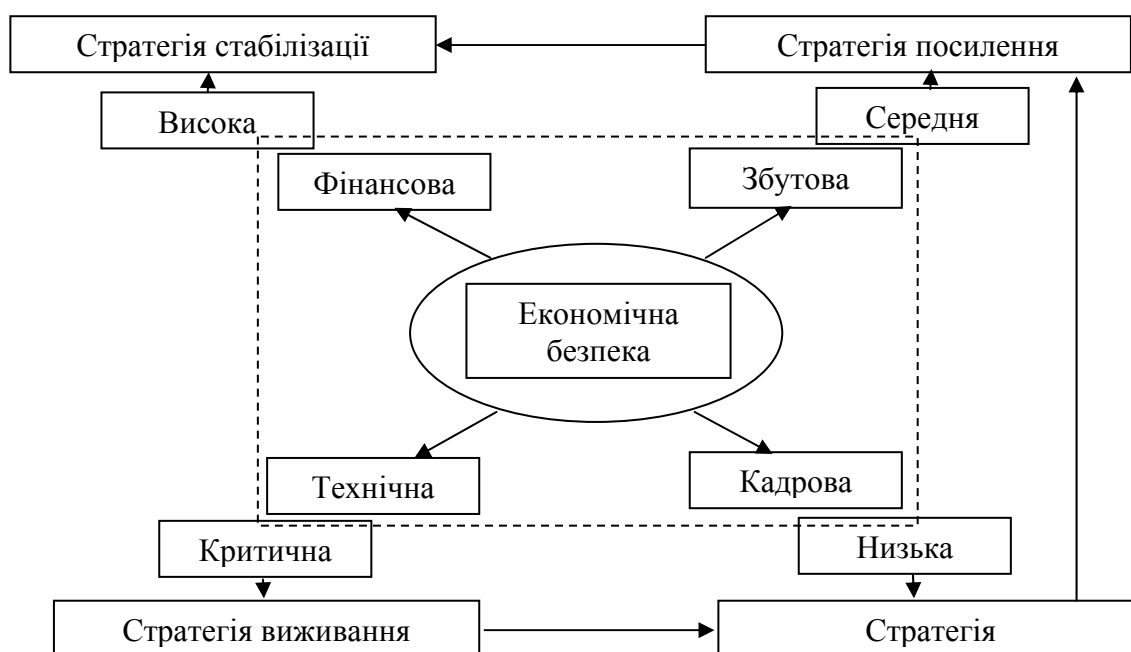 Стратегія стабілізації
Стратегія посилення
Висока
Середня
Фінансова
Збутова
Економічна
безпека
Технічна
Кадрова
Критична
Низька
Стратегія виживання
Стратегія